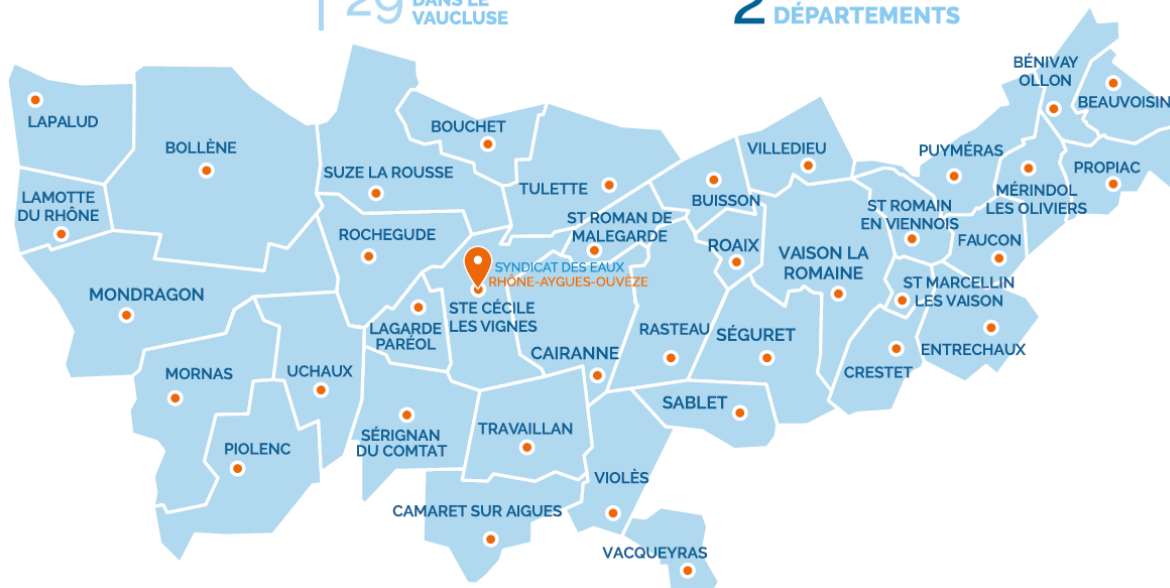 29 DANS LE
VAUCLUSE
2 DÉPARTEMENTS
BÉNIVAY
OLLON
BEAUVOISIN
LAPALUD
BOUCHET
BOLLÈNE
VILLEDIEU
PUYMÉRAS
PROPIAC
SUZE LA ROUSSE
TULETTE
BUISSON
MÉRINDOL
LES OLIVIERS
LAMOTTE
DU RHÔNE
ST ROMAIN
EN VIENNOIS
ST ROMAN DE
MALEGARDE
ROCHEGUDE
ROAIX
FAUCON
VAISON LA
ROMAINE
SYNDICAT DES EAUX
RHÔNE-AYGUES-OUVÈZE
ST MARCELLIN
LES VAISON
MONDRAGON
STE CÉCILE
LES VIGNES
LAGARDE
PARÉOL
RASTEAU
SÉGURET
ENTRECHAUX
CAIRANNE
CRESTET
MORNAS
UCHAUX
SABLET
SÉRIGNAN
DU COMTAT
TRAVAILLAN
PIOLENC
VIOLÈS
CAMARET SUR AIGUES
VACQUEYRAS